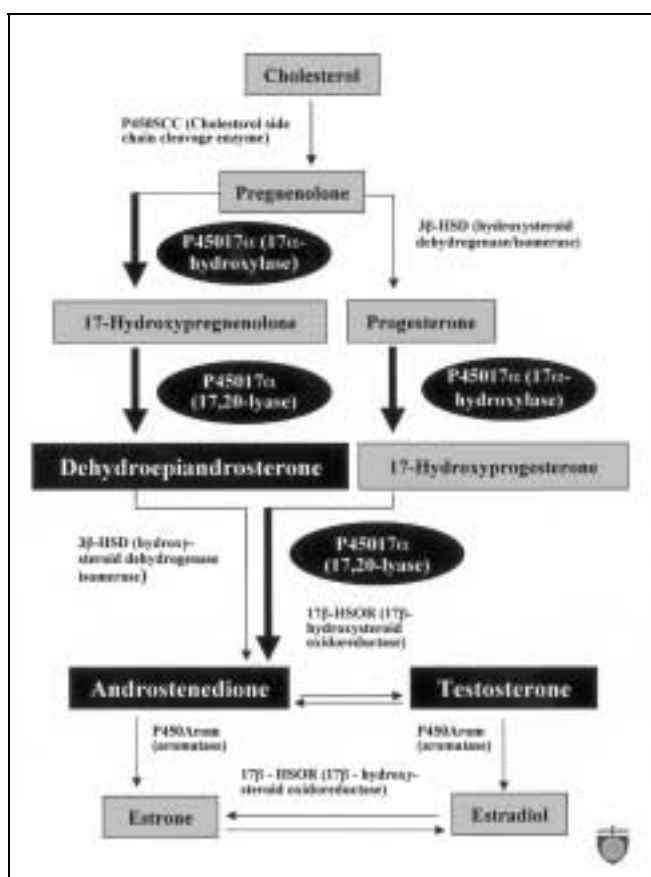 Cholesterol
P450SCC (Cholesterol side
chain cleavage enzyme)
Pregnenolone
P45017α (17α-
hydroxylase)
3β-HSD (hydroxysteroid
dehydrogenase/isomerase)
17-Hydroxypregnenolone
Progesterone
P45017α
(17,20-lyase)
P45017α (17α-
hydroxylase)
Dehydroepiandrosterone
17-Hydroxyprogesterone
3β-HSD (hydroxy-
steroid dehydrogenase
isomerase)
P45017α
(17,20-lyase)
17β-HSOR (17β-
hydroxysteroid
oxidoreductase)
Androstenedione
Testosterone
P450Arom
(aromatase)
P450Arom
(aromatase)
17β - HSOR (17β - hydroxy-
steroid oxidoreductase)
Estrone
Estradiol